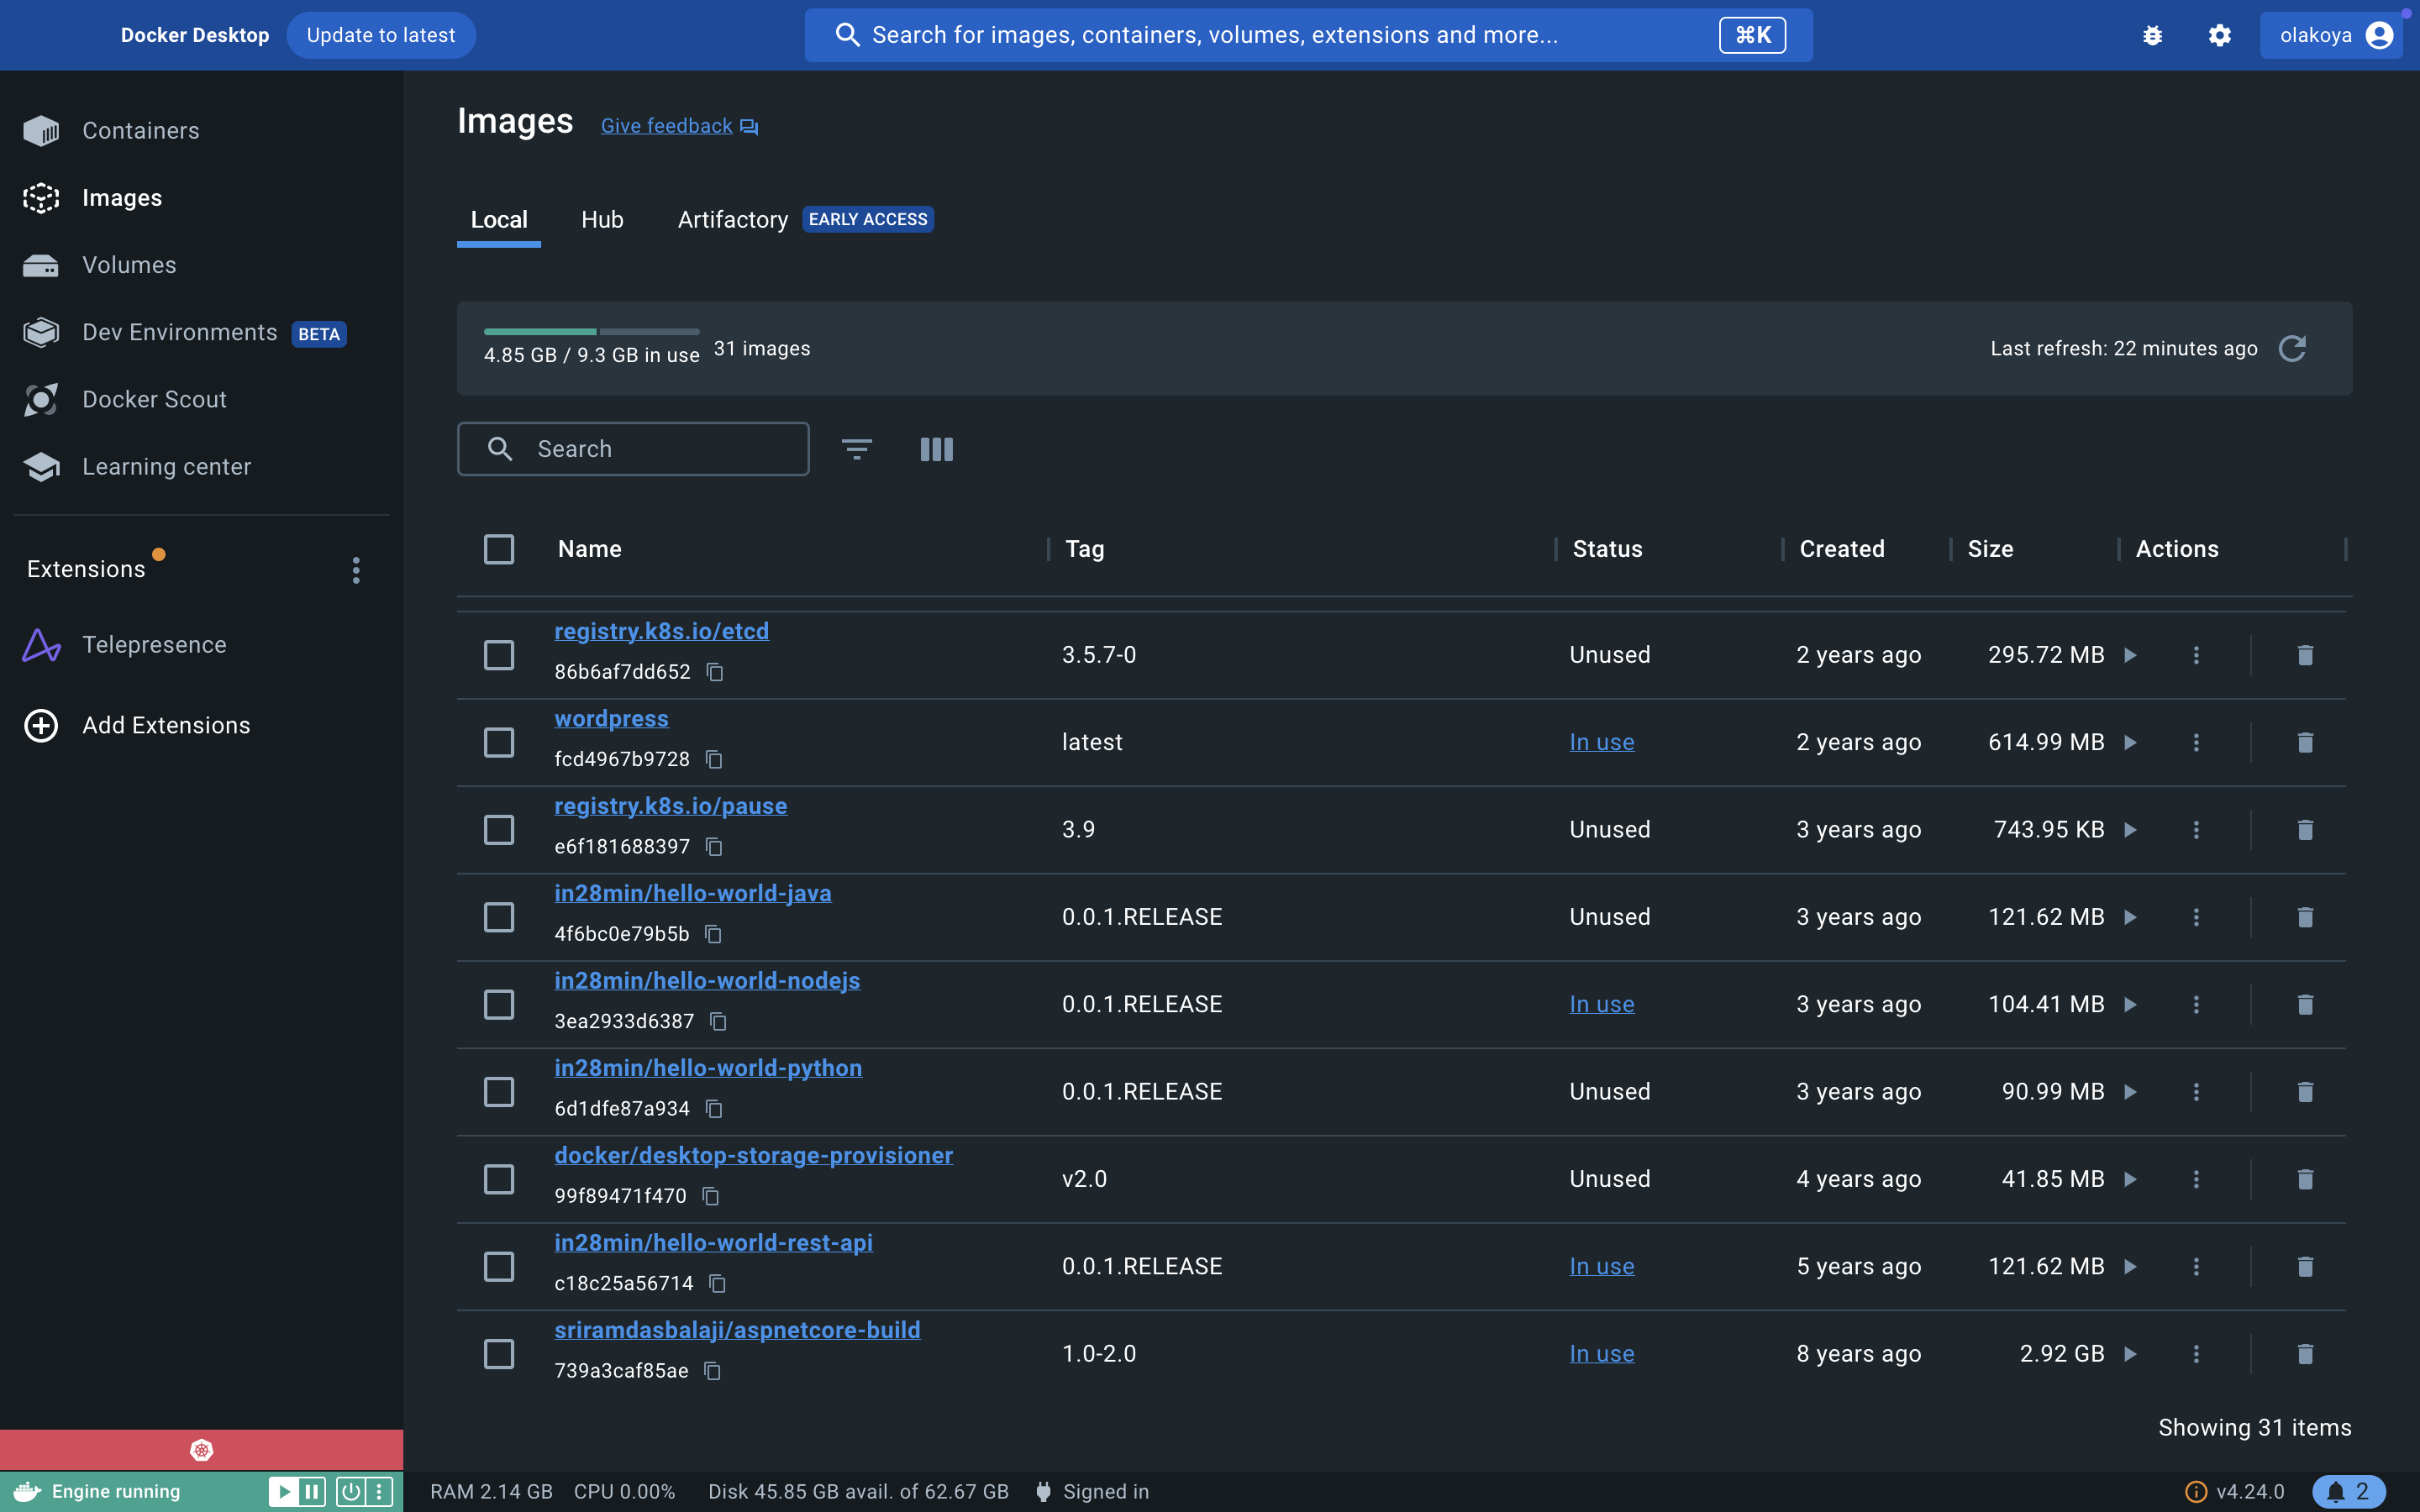 Docker Desktop Update to latest Search for images, containers, volumes, extensions and more... ⌘K olakoya
Containers
Images
Volumes
Dev Environments BETA
Docker Scout
Learning center
Extensions
Telepresence
Add Extensions
Images Give feedback
Local Hub Artifactory EARLY ACCESS
4.85 GB / 9.3 GB in use 31 images Last refresh: 22 minutes ago
Search
Name Tag Status Created Size Actions
registry.k8s.io/etcd
86b6af7dd652 3.5.7-0 Unused 2 years ago 295.72 MB
wordpress
fcd4967b9728 latest In use 2 years ago 614.99 MB
registry.k8s.io/pause
e6f181688397 3.9 Unused 3 years ago 743.95 KB
in28min/hello-world-java
4f6bc0e79b5b 0.0.1.RELEASE Unused 3 years ago 121.62 MB
in28min/hello-world-nodejs
3ea2933d6387 0.0.1.RELEASE In use 3 years ago 104.41 MB
in28min/hello-world-python
6d1dfe87a934 0.0.1.RELEASE Unused 3 years ago 90.99 MB
docker/desktop-storage-provisioner
99f89471f470 v2.0 Unused 4 years ago 41.85 MB
in28min/hello-world-rest-api
c18c25a56714 0.0.1.RELEASE In use 5 years ago 121.62 MB
sriramdasbalaji/aspnetcore-build
739a3caf85ae 1.0-2.0 In use 8 years ago 2.92 GB
Showing 31 items
Engine running RAM 2.14 GB CPU 0.00% Disk 45.85 GB avail. of 62.67 GB Signed in v4.24.0 2